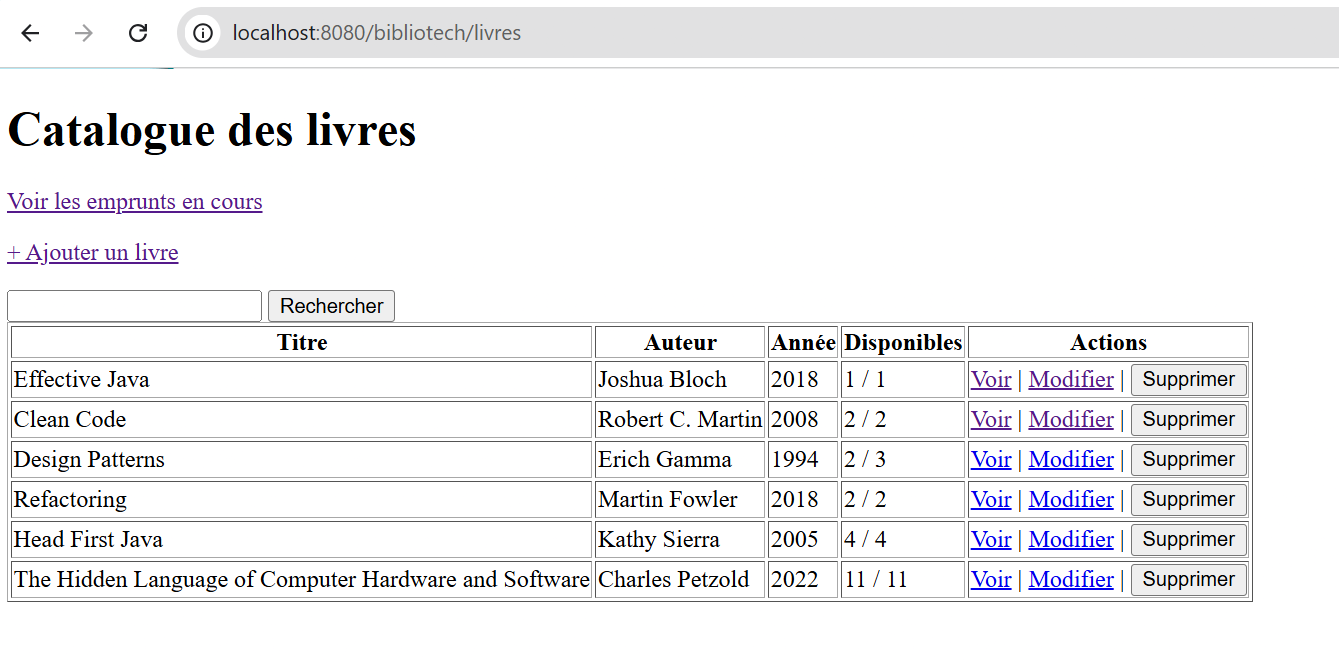 localhost:8080/bibliotech/livres
Catalogue des livres
Voir les emprunts en cours
+ Ajouter un livre
Rechercher
Titre Auteur Année Disponibles Actions
Effective Java Joshua Bloch 2018 1 / 1 Voir | Modifier | Supprimer
Clean Code Robert C. Martin 2008 2 / 2 Voir | Modifier | Supprimer
Design Patterns Erich Gamma 1994 2 / 3 Voir | Modifier | Supprimer
Refactoring Martin Fowler 2018 2 / 2 Voir | Modifier | Supprimer
Head First Java Kathy Sierra 2005 4 / 4 Voir | Modifier | Supprimer
The Hidden Language of Computer Hardware and Software Charles Petzold 2022 11 / 11 Voir | Modifier | Supprimer